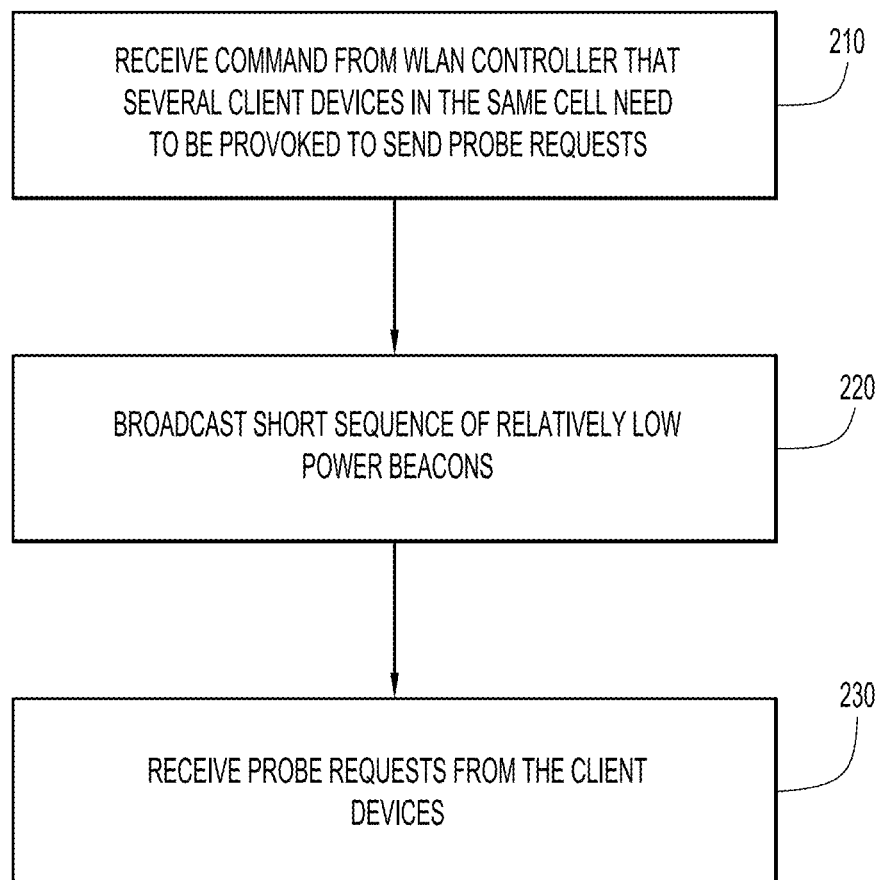 RECEIVE COMMAND FROM WLAN CONTROLLER THAT
SEVERAL CLIENT DEVICES IN THE SAME CELL NEED
TO BE PROVOKED TO SEND PROBE REQUESTS
210
BROADCAST SHORT SEQUENCE OF RELATIVELY LOW
POWER BEACONS
220
RECEIVE PROBE REQUESTS FROM THE CLIENT
DEVICES
230